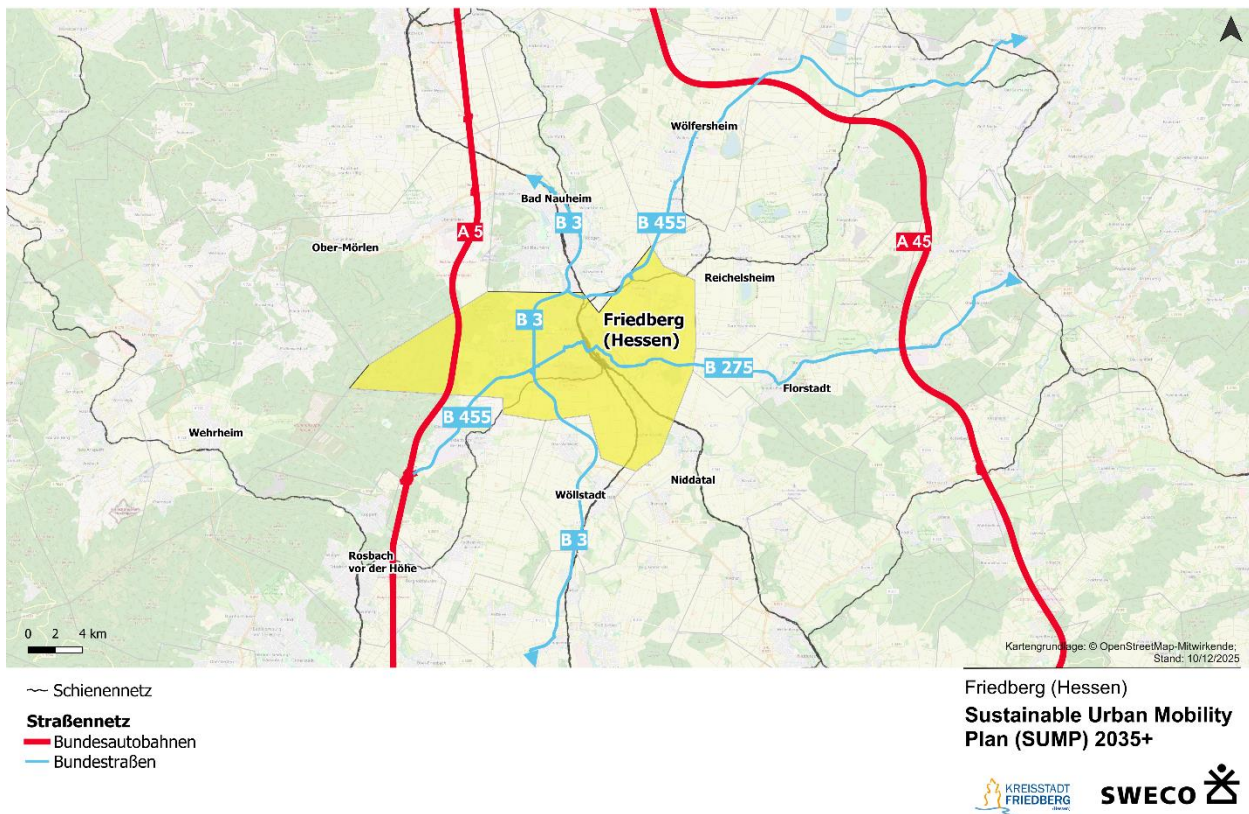 Wölfersheim
Bad Nauheim
B 3
B 455
A 5
A 45
Ober-Mörlen
Reichelsheim
B 3
Friedberg
(Hessen)
B 275
Florstadt
B 455
Wehrheim
Niddatal
Wöllstadt
B 3
Rosbach
vor der Höhe
0 2 4 km
Kartengrundlage: © OpenStreetMap-Mitwirkende;
Stand: 10/12/2025
Schienennetz
Straßennetz
Bundesautobahnen
Bundestraßen
Friedberg (Hessen)
Sustainable Urban Mobility
Plan (SUMP) 2035+
KREISSTADT
FRIEDBERG
(Hessen)
SWECO